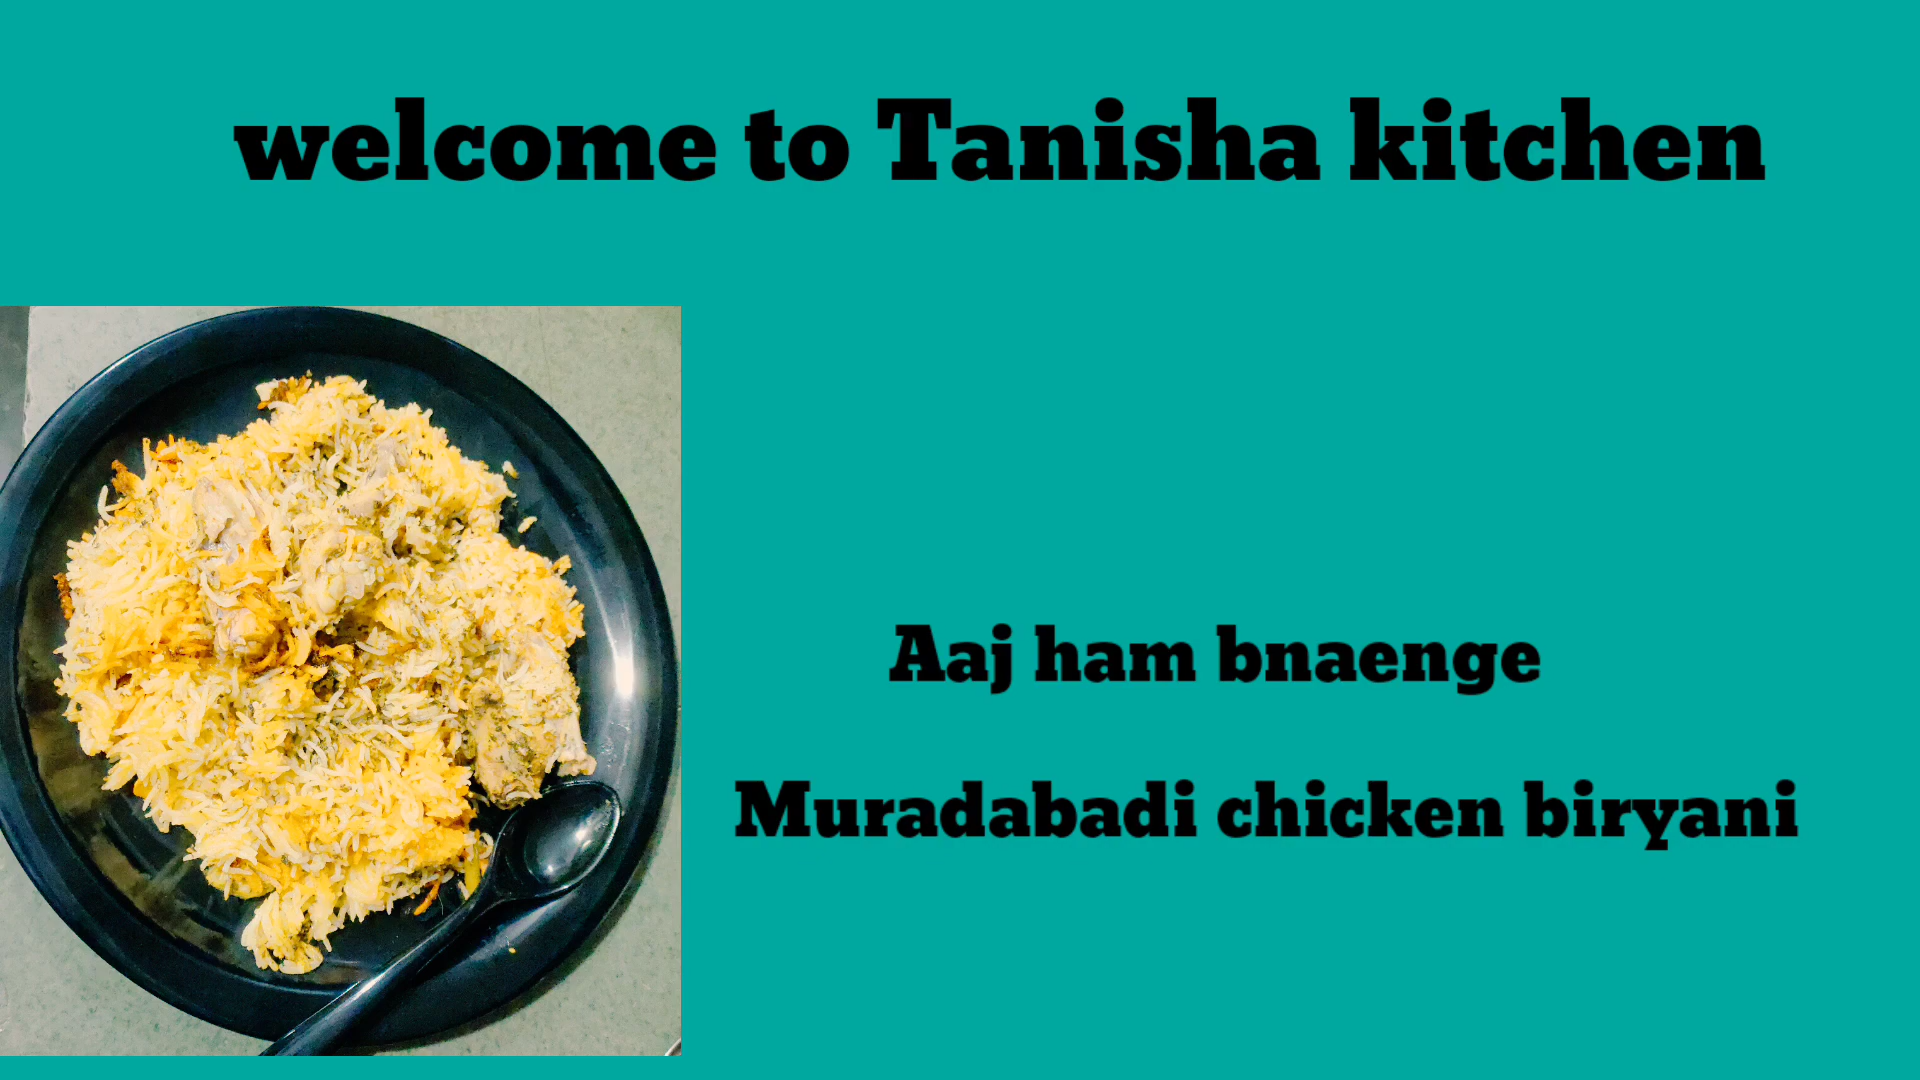 welcome to Tanisha kitchen
Aaj ham bnaenge
Muradabadi chicken biryani